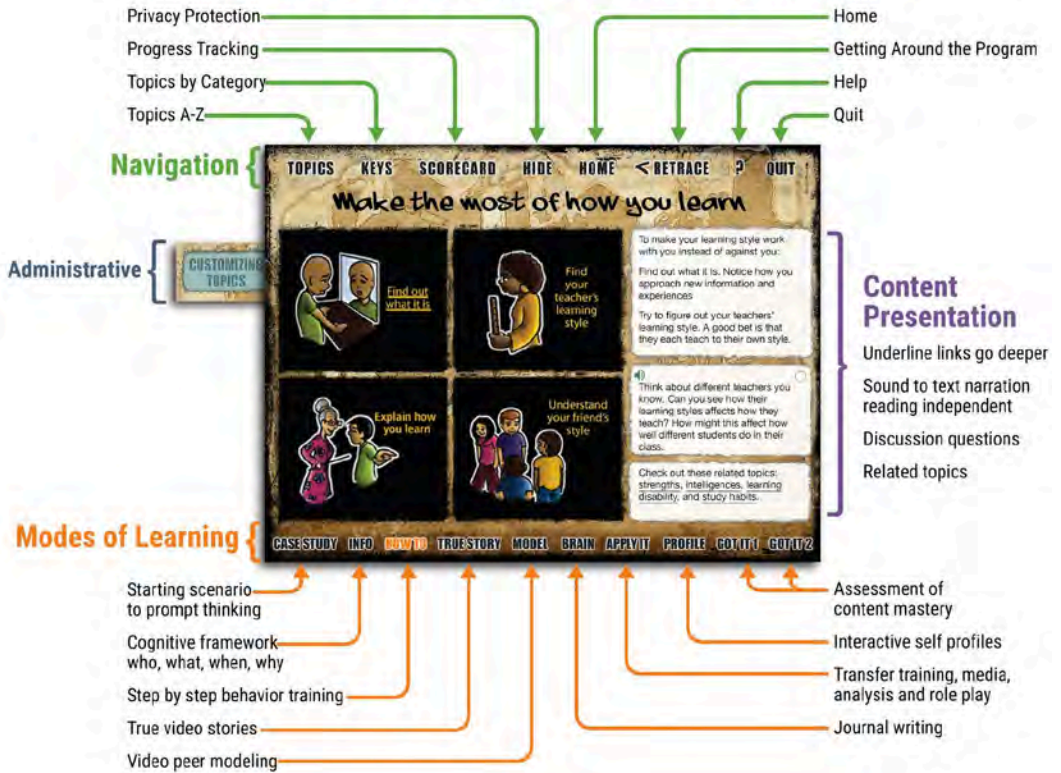 Privacy Protection
Progress Tracking
Topics by Category
Topics A-Z
Home
Getting Around the Program
Help
Quit
Navigation {
TOPICS KEYS SCORECARD HIDE HOME < RETRACE ? QUIT
Make the most of how you learn
Administrative {
CUSTOMIZING
TOPICS
Find out
what it is
Find
your
teacher's
learning
style
Explain how
you learn
Understand
your friend's
style
To make your learning style work
with you instead of against you:
Find out what it is. Notice how you
approach new information and
experiences
Try to figure out your teachers'
learning style. A good bet is that
they each teach to their own style.
Think about different teachers you
know. Can you see how their
learning styles affects how they
teach? How might this affect how
well different students do in their
class.
Check out these related topics:
strengths, intelligences, learning
disability, and study habits.
Content
Presentation
Underline links go deeper
Sound to text narration
reading independent
Discussion questions
Related topics
Modes of Learning {
CASE STUDY INFO HOW TO TRUE STORY MODEL BRAIN APPLY IT PROFILE GOT IT 1 GOT IT 2
Starting scenario
to prompt thinking
Cognitive framework
who, what, when, why
Step by step behavior training
True video stories
Video peer modeling
Assessment of
content mastery
Interactive self profiles
Transfer training, media,
analysis and role play
Journal writing